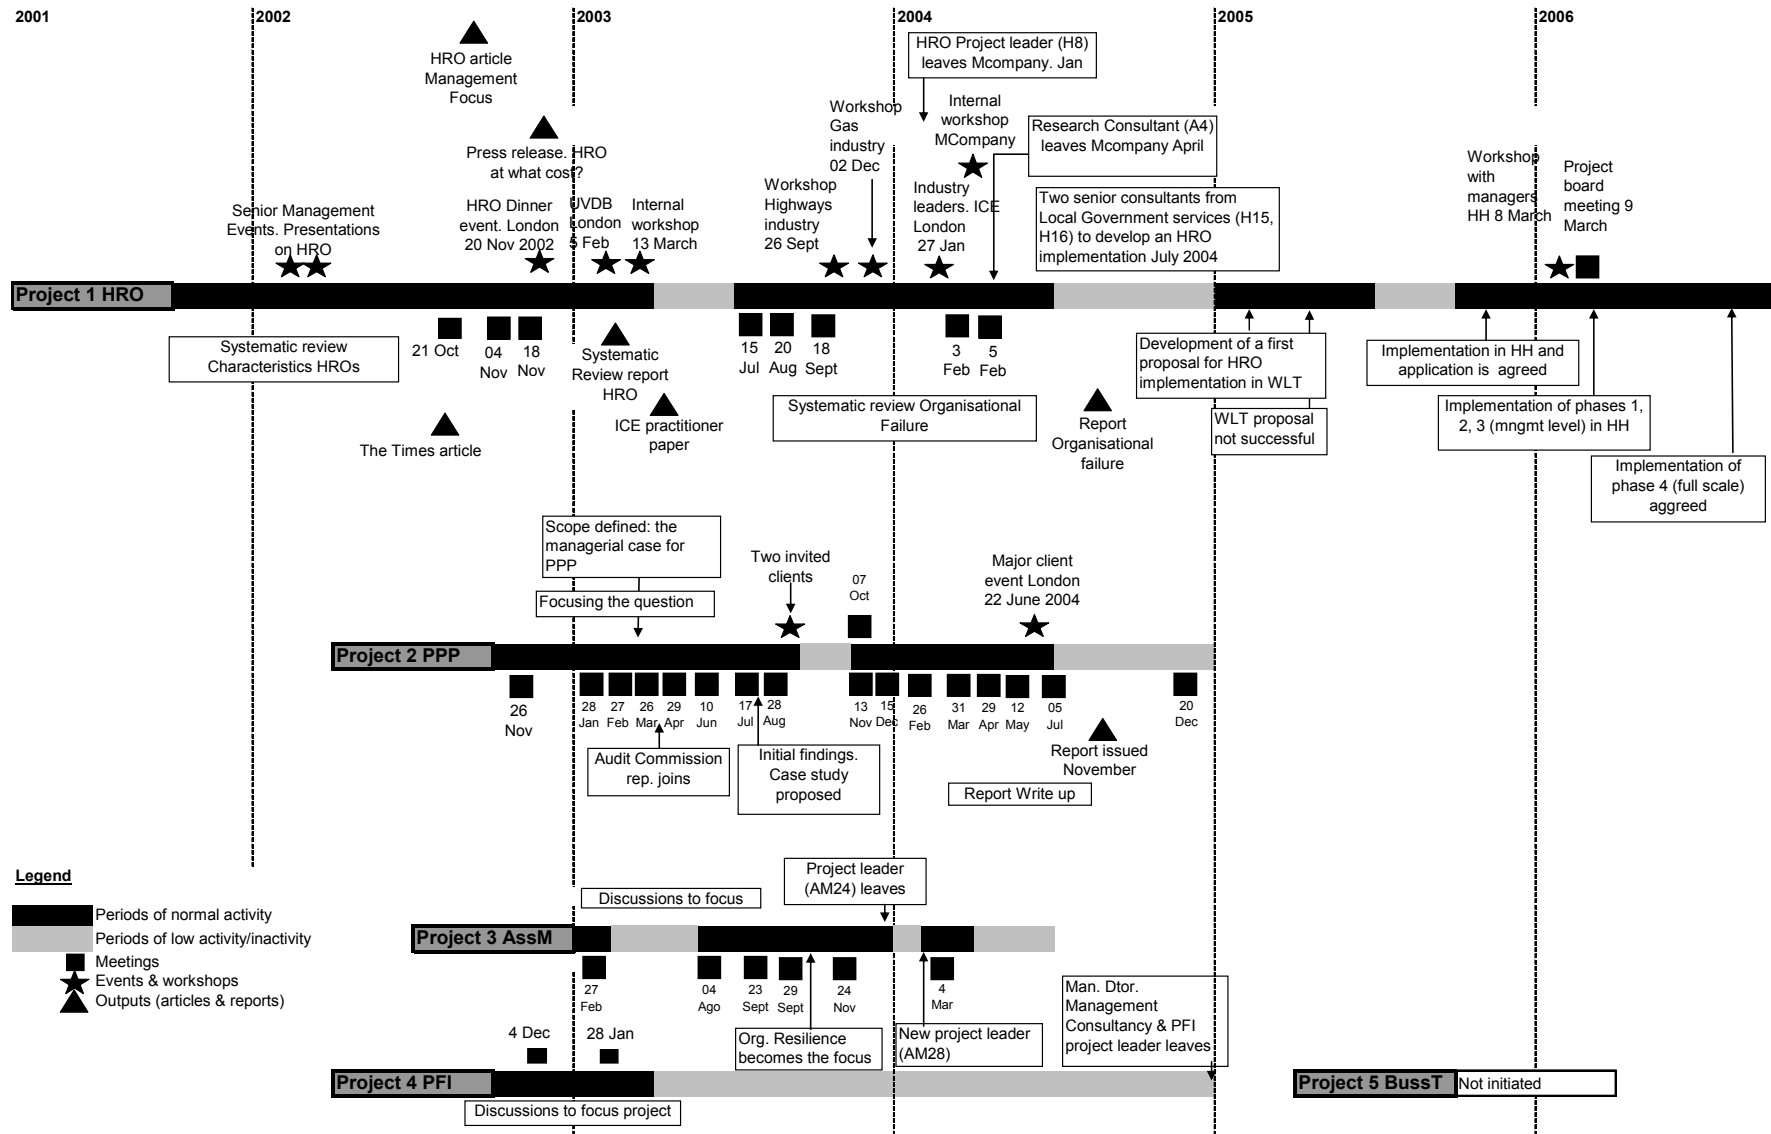 2001
2002
2003
2004
2005
2006
HRO article
Management
Focus
Press release. HRO
at what cost?
Senior Management
Events. Presentations
on HRO
HRO Dinner
event. London
20 Nov 2002
UVDB
London
5 Feb
Internal
workshop
13 March
Workshop
Highways
industry
26 Sept
Workshop
Gas
industry
02 Dec
HRO Project leader (H8)
leaves Mcompany. Jan
Internal
workshop
MCompany
Industry
leaders. ICE
London
27 Jan
Research Consultant (A4)
leaves Mcompany April
Two senior consultants from
Local Government services (H15,
H16) to develop an HRO
implementation July 2004
Workshop
with
managers
HH 8 March
Project
board
meeting 9
March
Project 1 HRO
Systematic review
Characteristics HROs
21 Oct
04
Nov
18
Nov
The Times article
Systematic
Review report
HRO
ICE practitioner
paper
15
Jul
20
Aug
18
Sept
3
Feb
5
Feb
Systematic review Organisational
Failure
Report
Organisational
failure
Development of a first
proposal for HRO
implementation in WLT
WLT proposal
not successful
Implementation in HH and
application is  agreed
Implementation of phases 1,
2, 3 (mngmt level) in HH
Implementation of
phase 4 (full scale)
aggreed
Scope defined: the
managerial case for
PPP
Focusing the question
Two invited
clients
07
Oct
Major client
event London
22 June 2004
Project 2 PPP
26
Nov
28
Jan
27
Feb
26
Mar
29
Apr
10
Jun
17
Jul
28
Aug
13
Nov
15
Dec
26
Feb
31
Mar
29
Apr
12
May
05
Jul
20
Dec
Audit Commission
rep. joins
Initial findings.
Case study
proposed
Report issued
November
Report Write up
Legend
Periods of normal activity
Periods of low activity/inactivity
Meetings
Events & workshops
Outputs (articles & reports)
Discussions to focus
Project leader
(AM24) leaves
Project 3 AssM
27
Feb
04
Ago
23
Sept
29
Sept
24
Nov
4
Mar
Org. Resilience
becomes the focus
New project leader
(AM28)
Man. Dtor.
Management
Consultancy & PFI
project leader leaves
4 Dec
28 Jan
Project 4 PFI
Discussions to focus project
Project 5 BussT
Not initiated